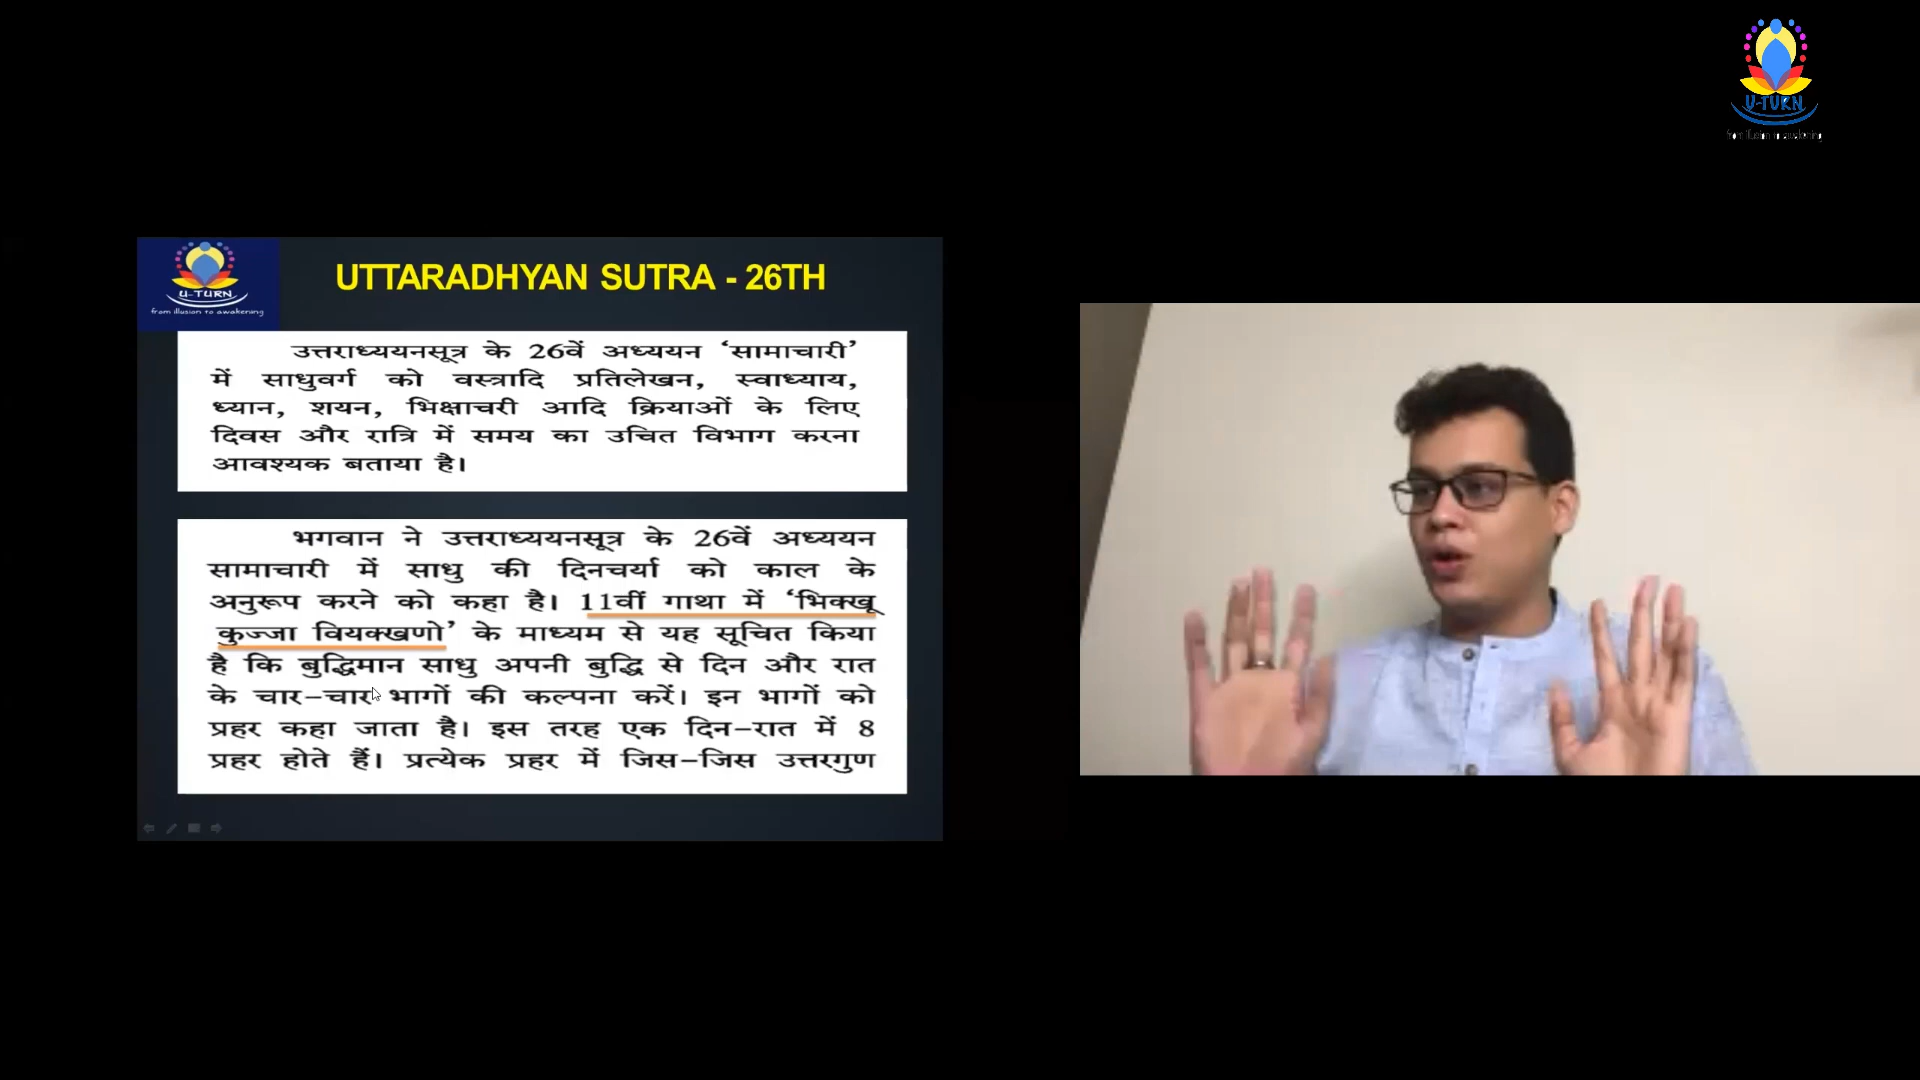 U-TURN
U-TURN
from illusion to awakening
UTTARADHYAN SUTRA - 26TH
उत्तराध्ययनसूत्र के 26वें अध्ययन ‘सामाचारी’
में साधुवर्ग को वस्त्रादि प्रतिलेखन, स्वाध्याय,
ध्यान, शयन, भिक्षाचरी आदि क्रियाओं के लिए
दिवस और रात्रि में समय का उचित विभाग करना
आवश्यक बताया है।
भगवान ने उत्तराध्ययनसूत्र के 26वें अध्ययन
सामाचारी में साधु की दिनचर्या को काल के
अनुरूप करने को कहा है। 11वीं गाथा में ‘भिक्खू
कुज्जा वियक्खणो’ के माध्यम से यह सूचित किया
है कि बुद्धिमान साधु अपनी बुद्धि से दिन और रात
के चार-चार भागों की कल्पना करें। इन भागों को
प्रहर कहा जाता है। इस तरह एक दिन-रात में 8
प्रहर होते हैं। प्रत्येक प्रहर में जिस-जिस उत्तरगुण